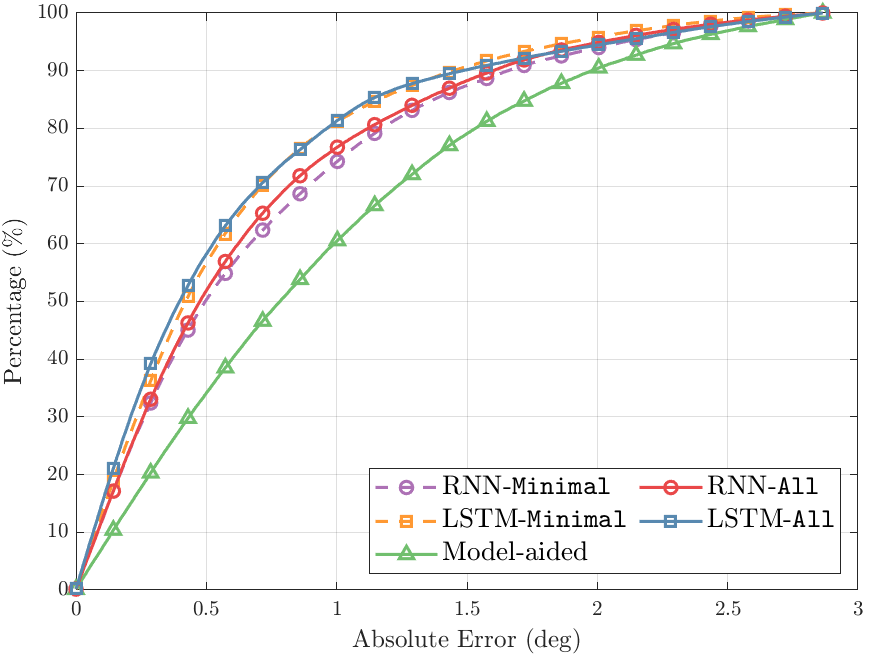 100
90
80
70
60
50
40
30
20
10
0
Percentage (%)
0 0.5 1 1.5 2 2.5 3
Absolute Error (deg)
RNN-Minimal RNN-All
LSTM-Minimal LSTM-All
Model-aided